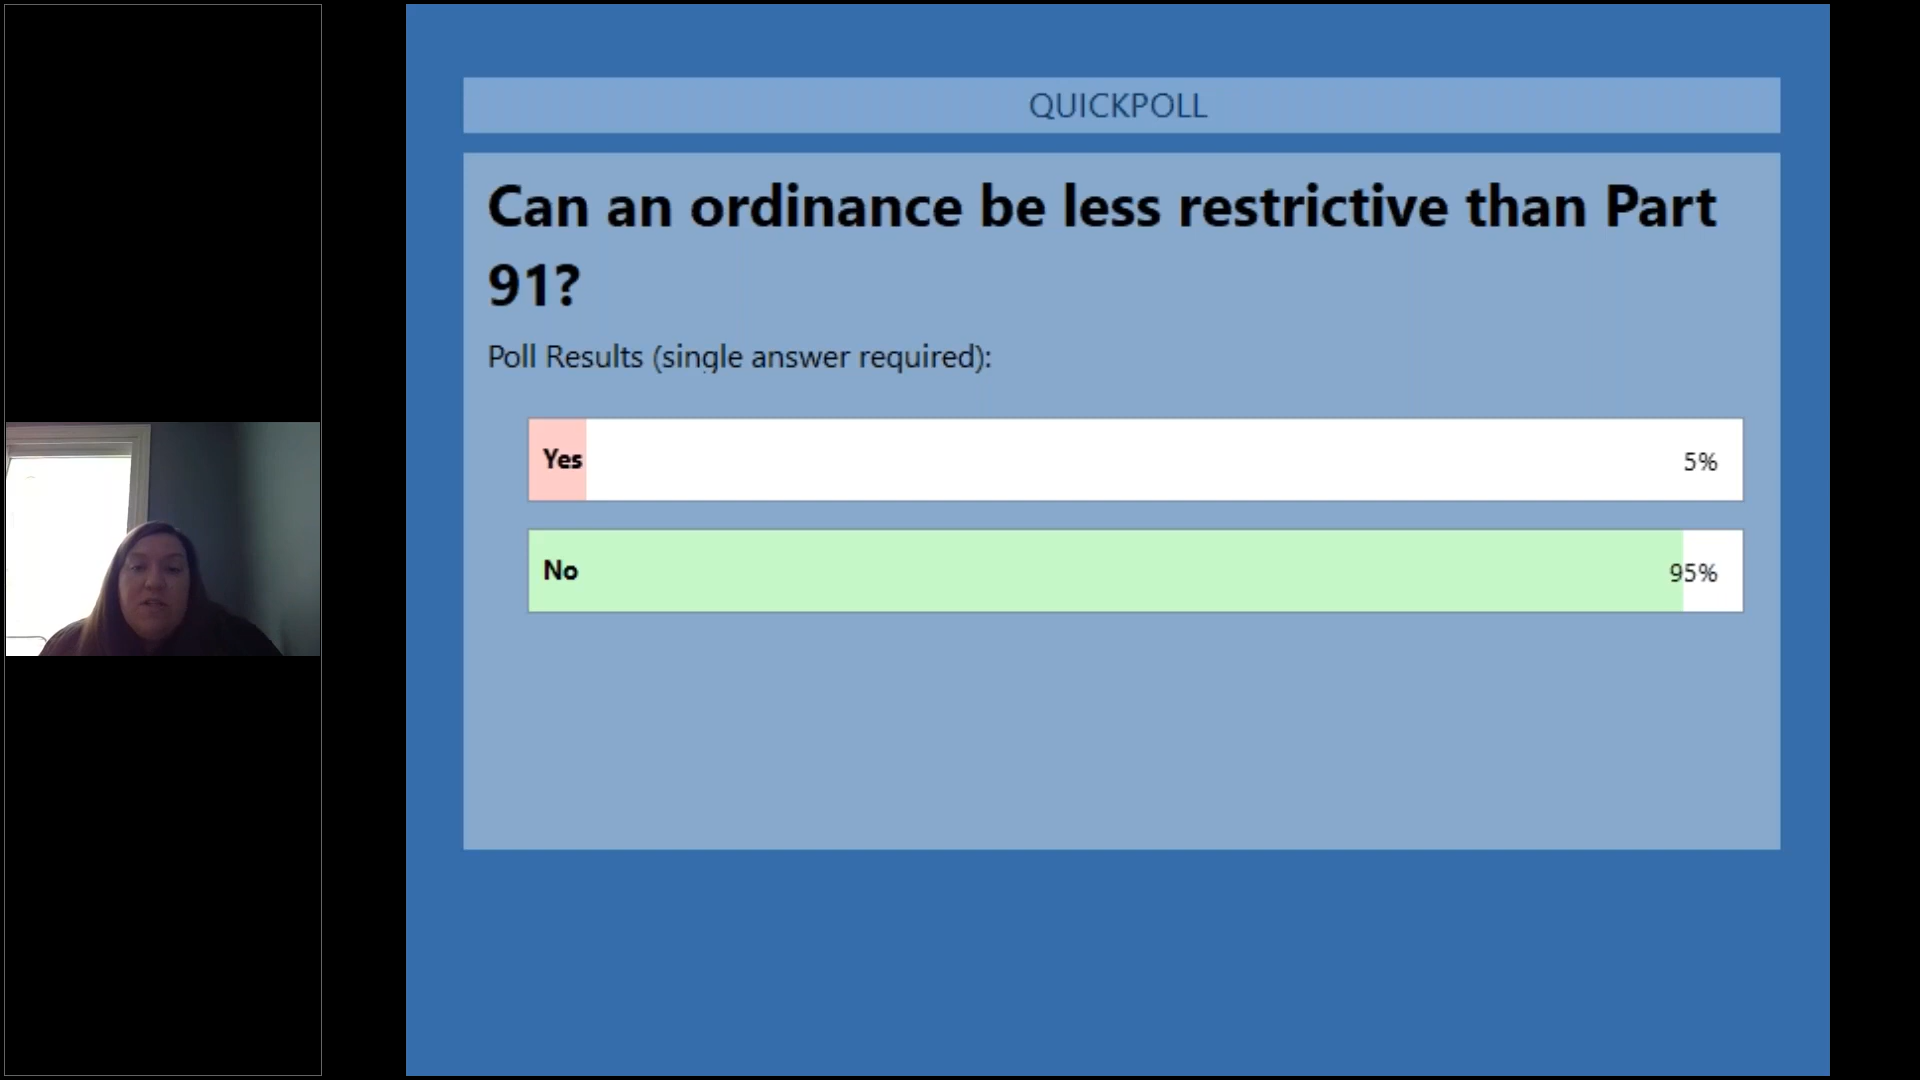 QUICKPOLL
Can an ordinance be less restrictive than Part
91?
Poll Results (single answer required):
Yes 5%
No 95%